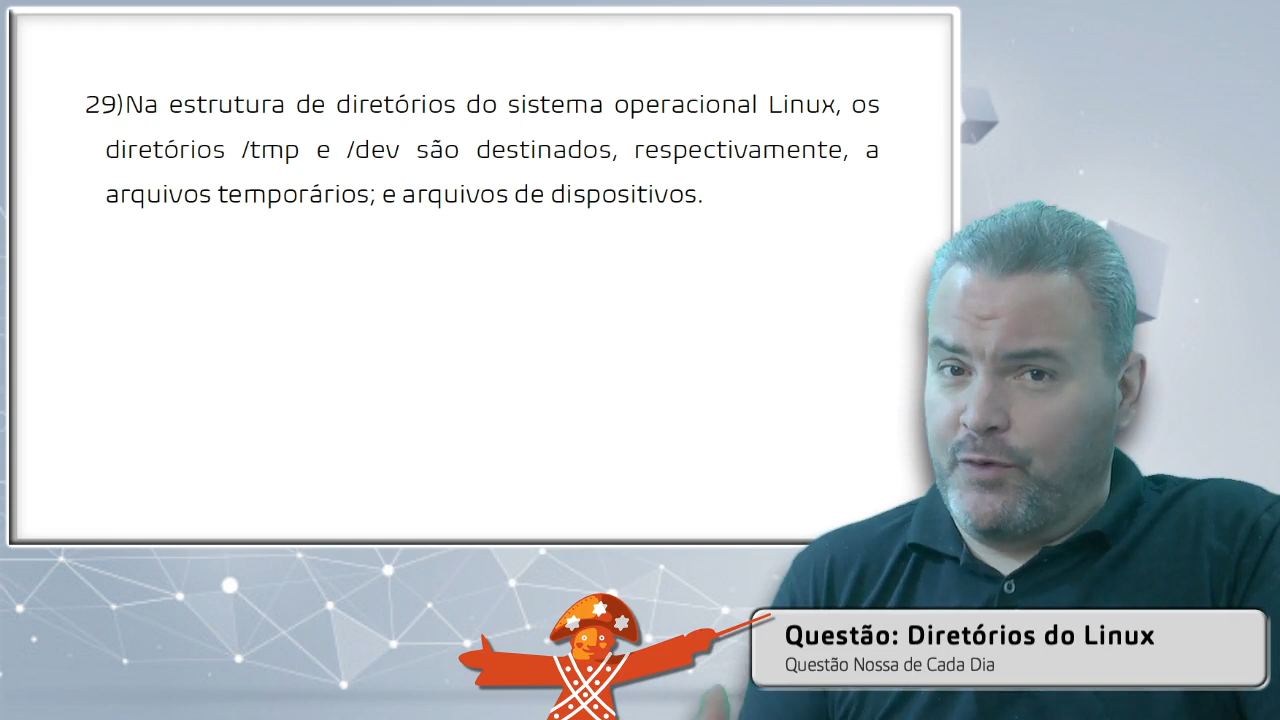 29)Na estrutura de diretórios do sistema operacional Linux, os
diretórios /tmp e /dev são destinados, respectivamente, a
arquivos temporários; e arquivos de dispositivos.
Questão: Diretórios do Linux
Questão Nossa de Cada Dia